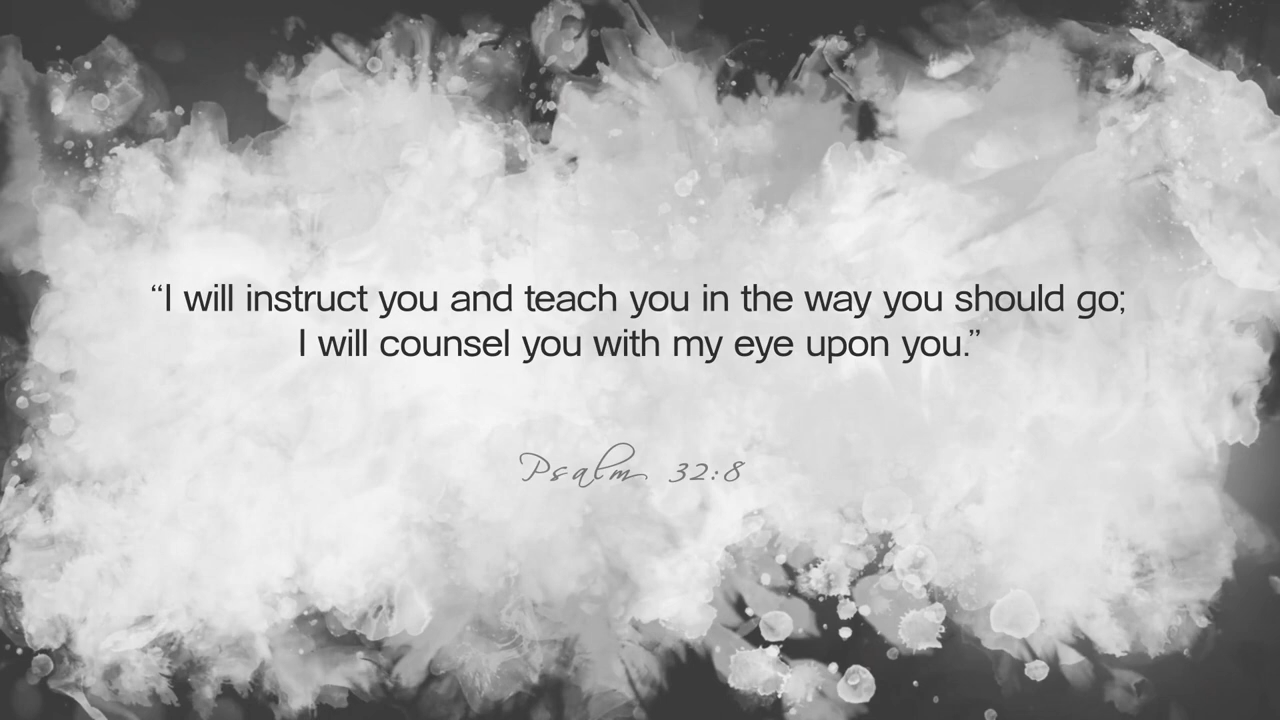 “I will instruct you and teach you in the way you should go;
I will counsel you with my eye upon you.”
Psalm 32:8